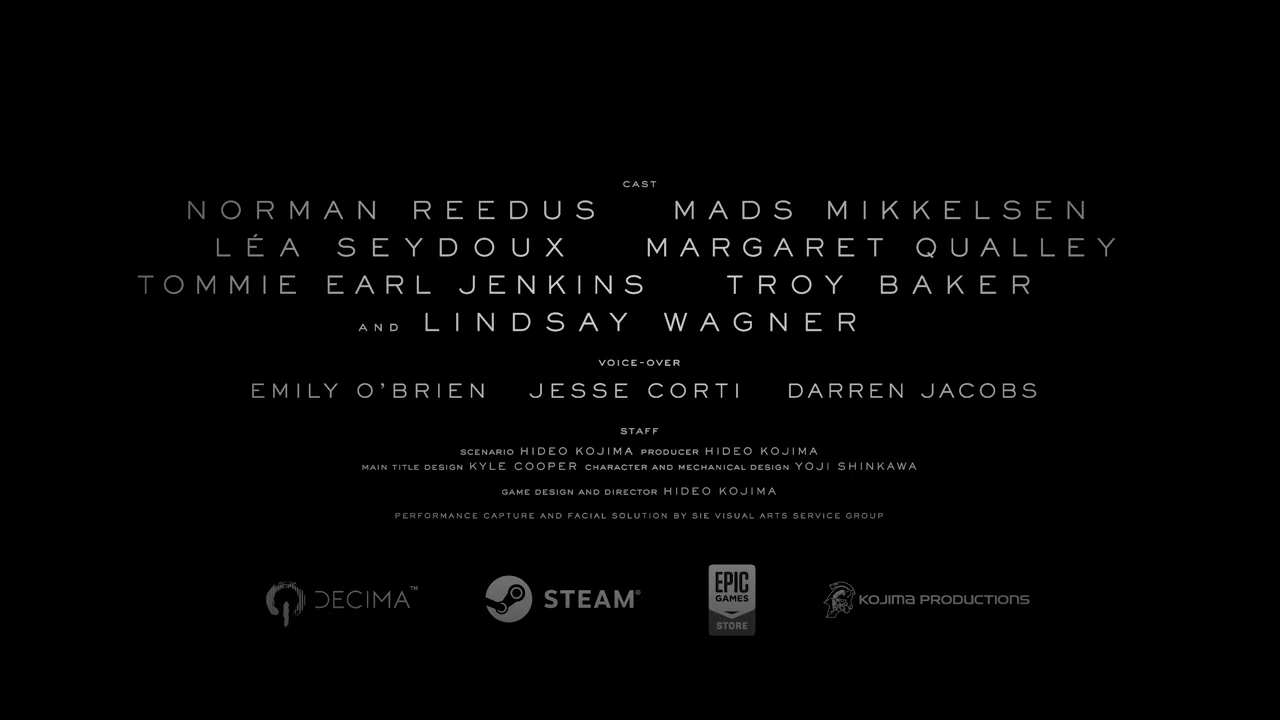 CAST
NORMAN REEDUS MADS MIKKELSEN
LÉA SEYDOUX MARGARET QUALLEY
TOMMIE EARL JENKINS TROY BAKER
AND LINDSAY WAGNER
VOICE-OVER
EMILY O'BRIEN JESSE CORTI DARREN JACOBS
STAFF
SCENARIO HIDEO KOJIMA PRODUCER HIDEO KOJIMA
MAIN TITLE DESIGN KYLE COOPER CHARACTER AND MECHANICAL DESIGN YOJI SHINKAWA
GAME DESIGN AND DIRECTOR HIDEO KOJIMA
PERFORMANCE CAPTURE AND FACIAL SOLUTION BY SIE VISUAL ARTS SERVICE GROUP
DECIMA™ STEAM® EPIC GAMES STORE KOJIMA PRODUCTIONS